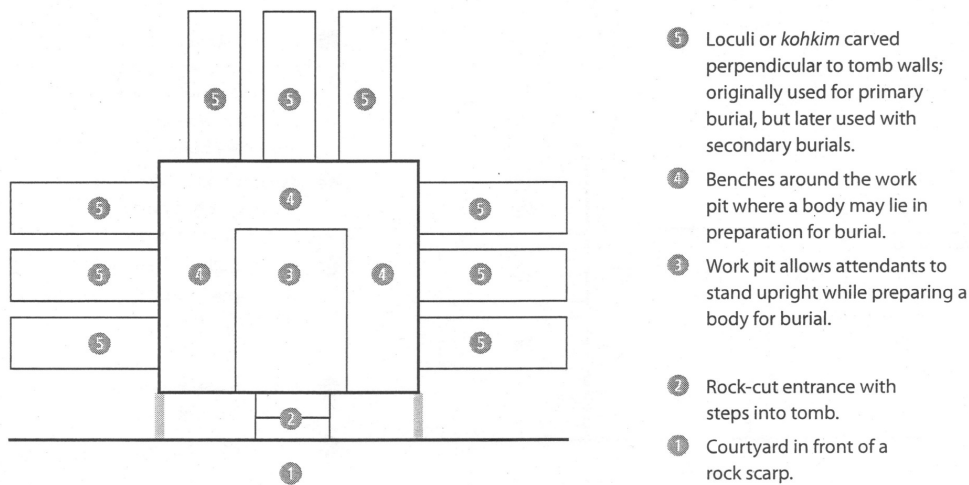 5 5 5
5 4 5
5 4 3 4 5
5 5
2
1
5 Loculi or kohkim carved
perpendicular to tomb walls;
originally used for primary
burial, but later used with
secondary burials.
4 Benches around the work
pit where a body may lie in
preparation for burial.
3 Work pit allows attendants to
stand upright while preparing a
body for burial.
2 Rock-cut entrance with
steps into tomb.
1 Courtyard in front of a
rock scarp.